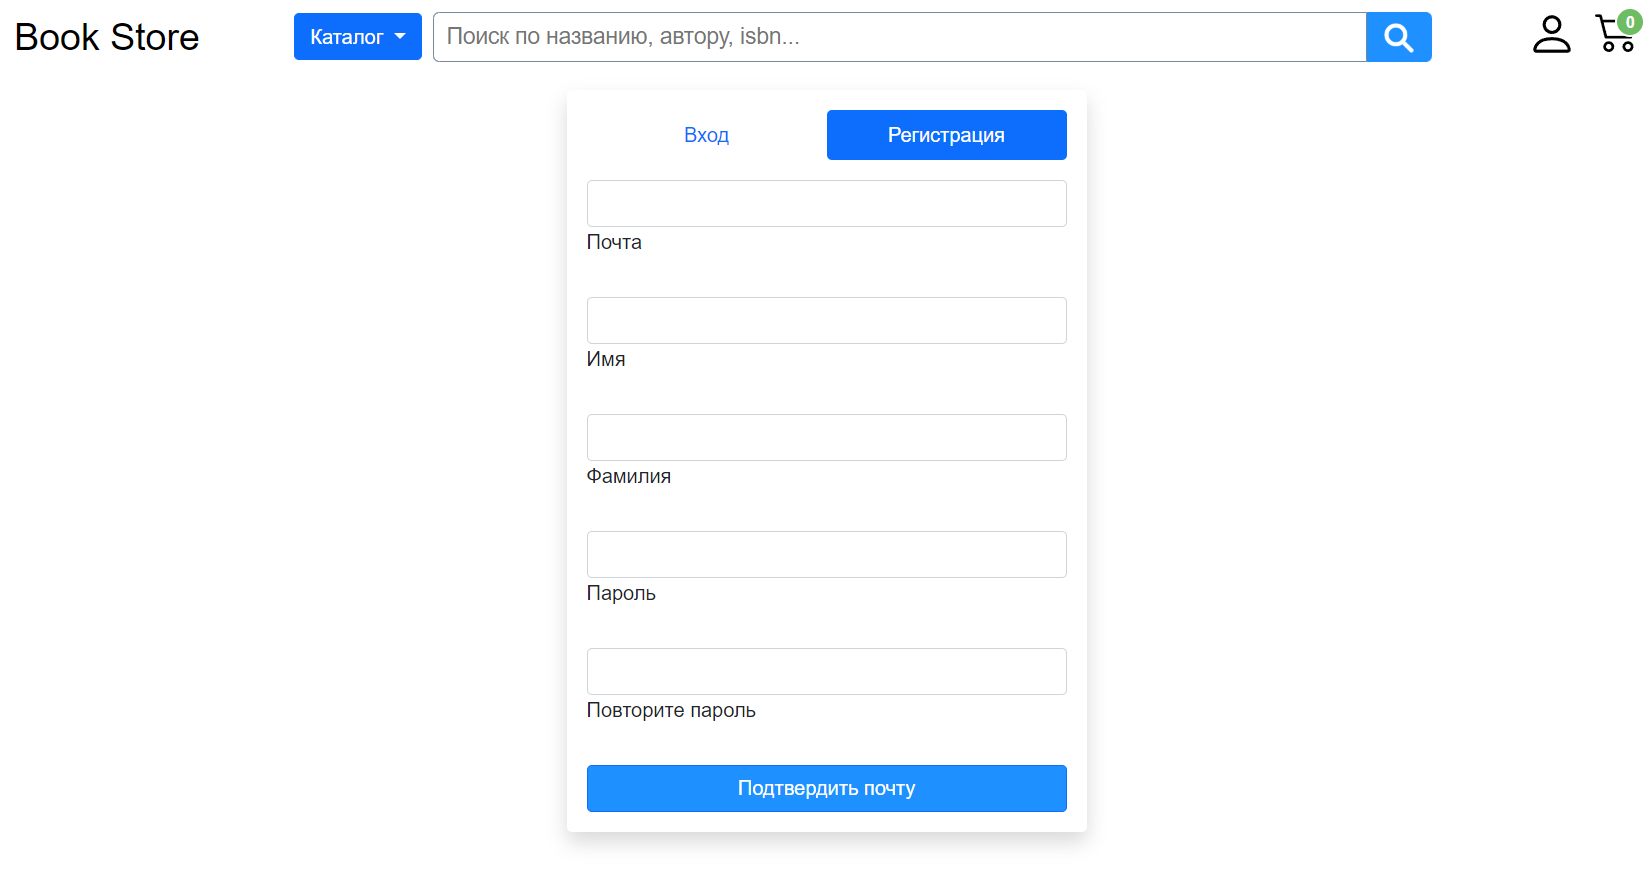 Book Store
Каталог
Поиск по названию, автору, isbn...
0
Вход
Регистрация
Почта
Имя
Фамилия
Пароль
Повторите пароль
Подтвердить почту